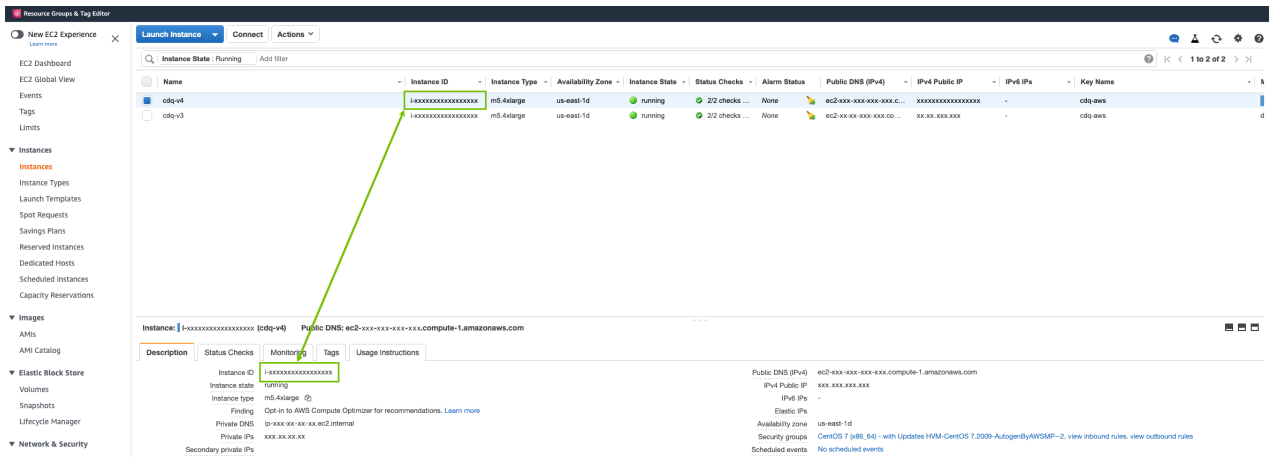 Resource Groups & Tag Editor
New EC2 Experience
Learn more
EC2 Dashboard
EC2 Global View
Events
Tags
Limits
Instances
Instances
Instance Types
Launch Templates
Spot Requests
Savings Plans
Reserved Instances
Dedicated Hosts
Scheduled Instances
Capacity Reservations
Images
AMIs
AMI Catalog
Elastic Block Store
Volumes
Snapshots
Lifecycle Manager
Network & Security
Launch Instance Connect Actions
Instance State : Running Add filter 1 to 2 of 2
Name Instance ID Instance Type Availability Zone Instance State Status Checks Alarm Status Public DNS (IPv4) IPv4 Public IP IPv6 IPs Key Name
cdq-v4 i-xxxxxxxxxxxxxxxxx m5.4xlarge us-east-1d running 2/2 checks ... None ec2-xxx-xxx-xxx-xxx.c... xxxxxxxxxxxxxxxxx - cdq-aws
cdq-v3 i-xxxxxxxxxxxxxxxxx m5.4xlarge us-east-1d running 2/2 checks ... None ec2-xx-xx-xxx-xxx.co... xx.xx.xxx.xxx - cdq-aws
Instance: i-xxxxxxxxxxxxxxxxxx (cdq-v4) Public DNS: ec2-xxx-xxx-xxx-xxx.compute-1.amazonaws.com
Description Status Checks Monitoring Tags Usage Instructions
Instance ID i-xxxxxxxxxxxxxxxxx Public DNS (IPv4) ec2-xxx-xxx-xxx-xxx.compute-1.amazonaws.com
Instance state running IPv4 Public IP xxx.xxx.xxx.xxx
Instance type m5.4xlarge IPv6 IPs -
Finding Opt-in to AWS Compute Optimizer for recommendations. Learn more Elastic IPs
Private DNS ip-xxx-xx-xx-xx.ec2.internal Availability zone us-east-1d
Private IPs xxx.xx.xx.xx Security groups CentOS 7 (x86_64) - with Updates HVM-CentOS 7.2009-AutogenByAWSMP--2. view inbound rules. view outbound rules
Secondary private IPs Scheduled events No scheduled events